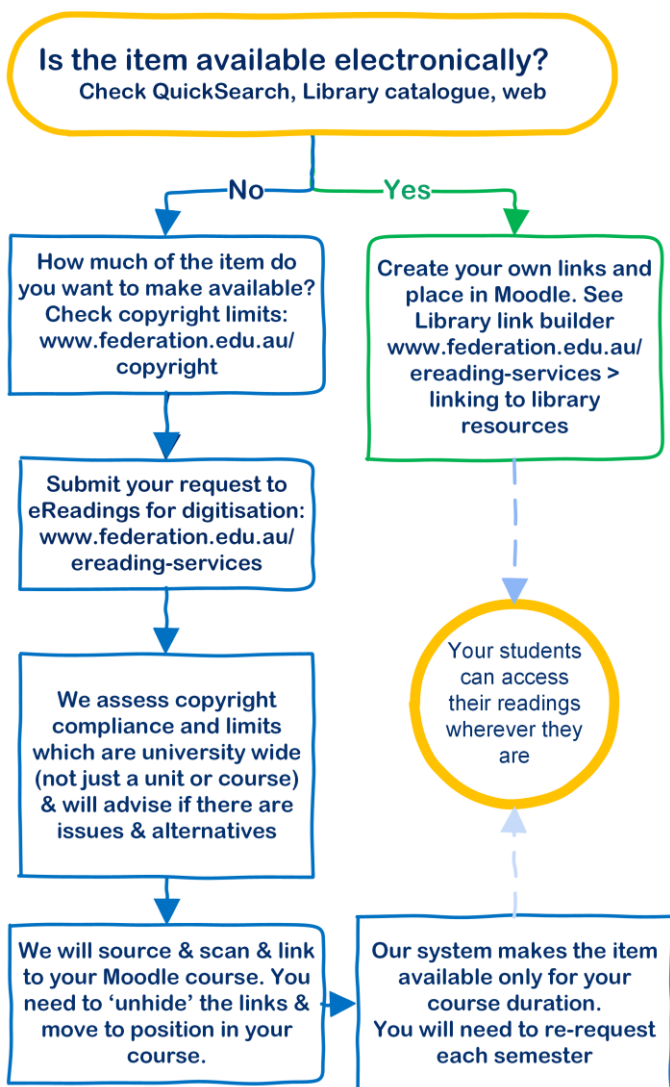 Is the item available electronically?
Check QuickSearch, Library catalogue, web
No
Yes
How much of the item do
you want to make available?
Check copyright limits:
www.federation.edu.au/
copyright
Submit your request to
eReadings for digitisation:
www.federation.edu.au/
ereading-services
We assess copyright
compliance and limits
which are university wide
(not just a unit or course)
& will advise if there are
issues & alternatives
We will source & scan & link
to your Moodle course. You
need to ‘unhide’ the links &
move to position in your
course.
Our system makes the item
available only for your
course duration.
You will need to re-request
each semester
Create your own links and
place in Moodle. See
Library link builder
www.federation.edu.au/
ereading-services >
linking to library
resources
Your students
can access
their readings
wherever they
are